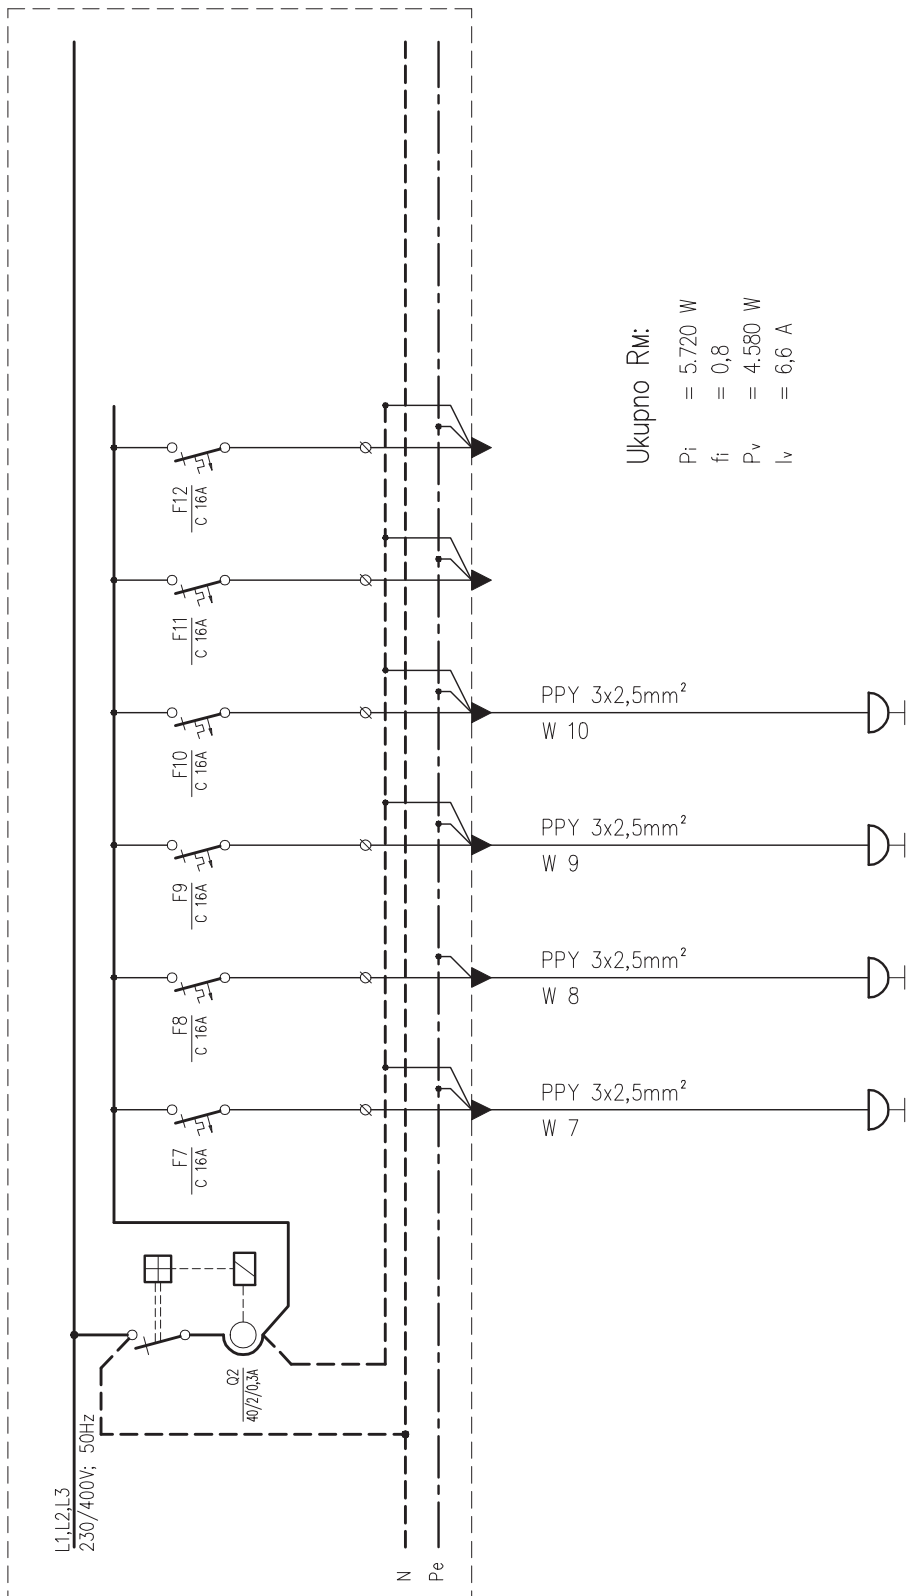 L1,L2,L3
230/400V; 50Hz
N
Pe
Q2
40/2/0,3A
F7
C 16A
F8
C 16A
F9
C 16A
F10
C 16A
F11
C 16A
F12
C 16A
PPY 3x2,5mm²
W 7
PPY 3x2,5mm²
W 8
PPY 3x2,5mm²
W 9
PPY 3x2,5mm²
W 10
Ukupno RM:
Pi = 5.720 W
fi = 0,8
Pv = 4.580 W
Iv = 6,6 A